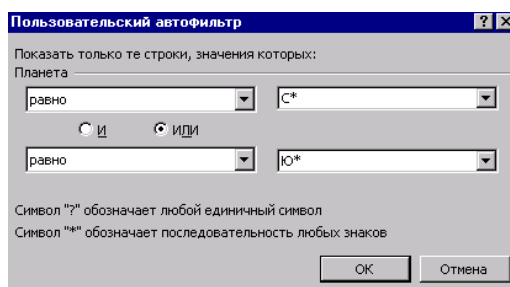 Пользовательский автофильтр
Показать только те строки, значения которых:
Планета
равно С*
И ИЛИ
равно Ю*
Символ "?" обозначает любой единичный символ
Символ "*" обозначает последовательность любых знаков
ОК Отмена